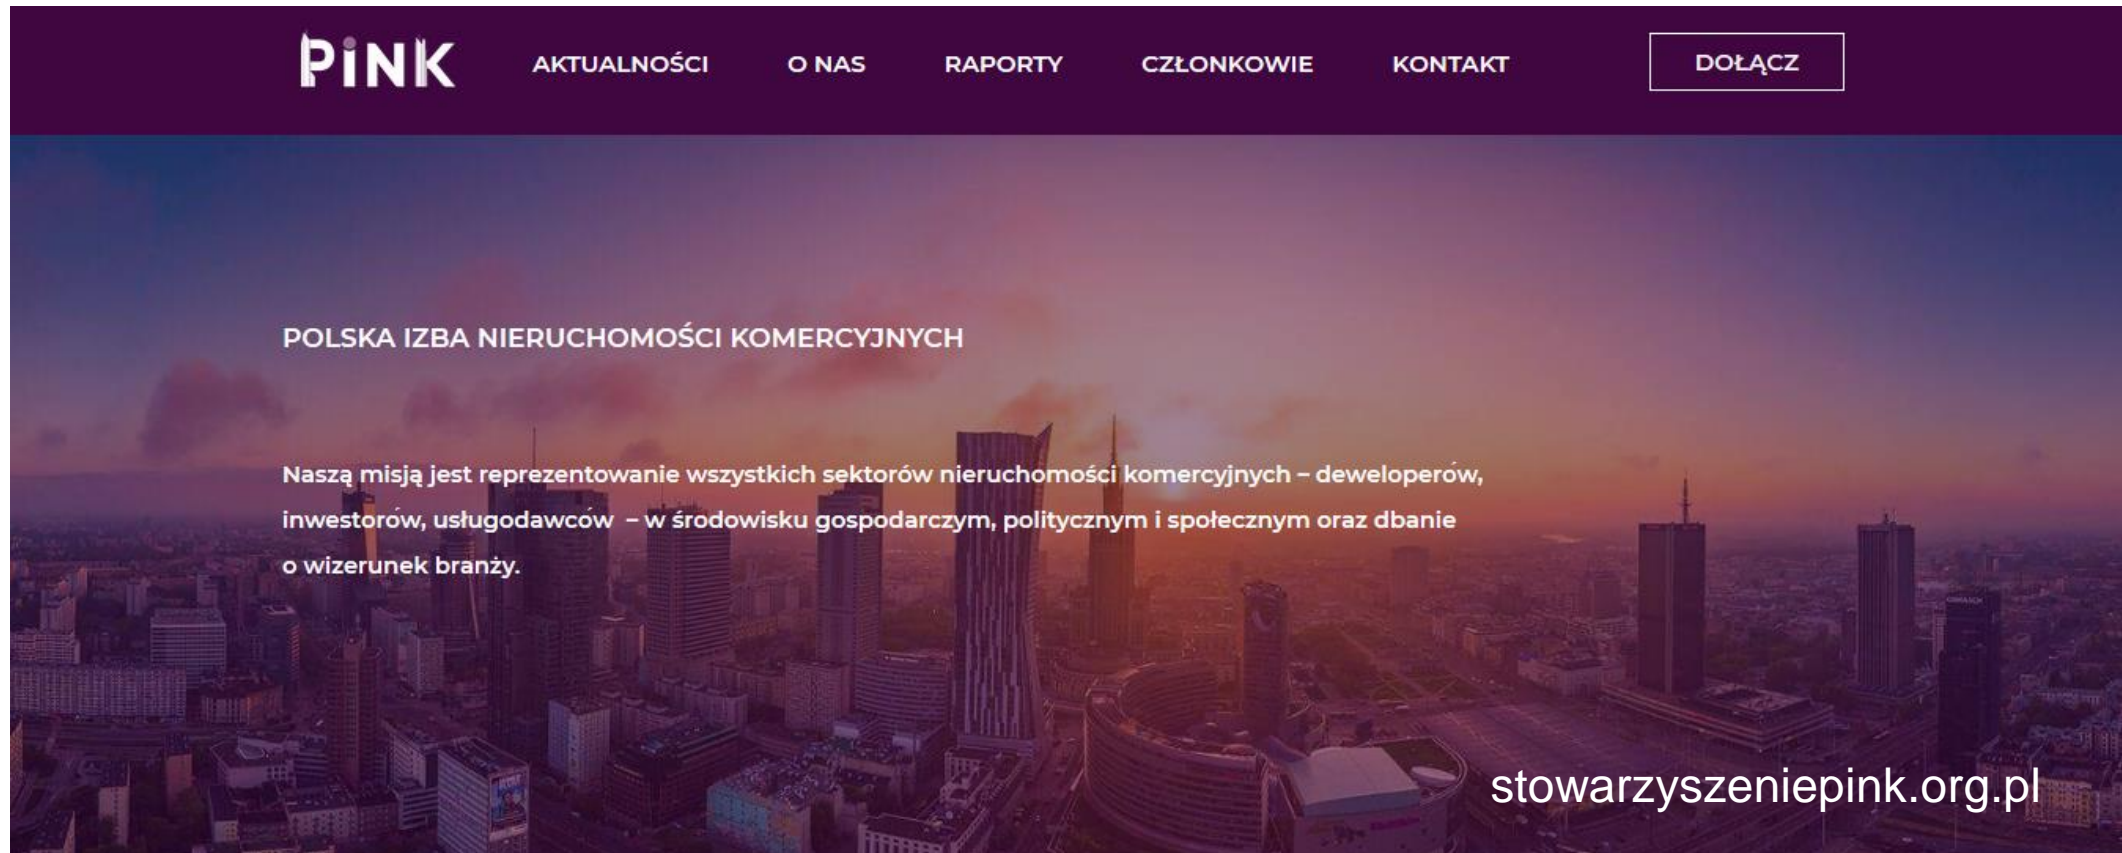 PiNK
AKTUALNOŚCI
O NAS
RAPORTY
CZŁONKOWIE
KONTAKT
DOŁĄCZ
POLSKA IZBA NIERUCHOMOŚCI KOMERCYJNYCH
Naszą misją jest reprezentowanie wszystkich sektorów nieruchomości komercyjnych – deweloperów,
inwestorów, usługodawców – w środowisku gospodarczym, politycznym i społecznym oraz dbanie
o wizerunek branży.
stowarzyszeniepink.org.pl